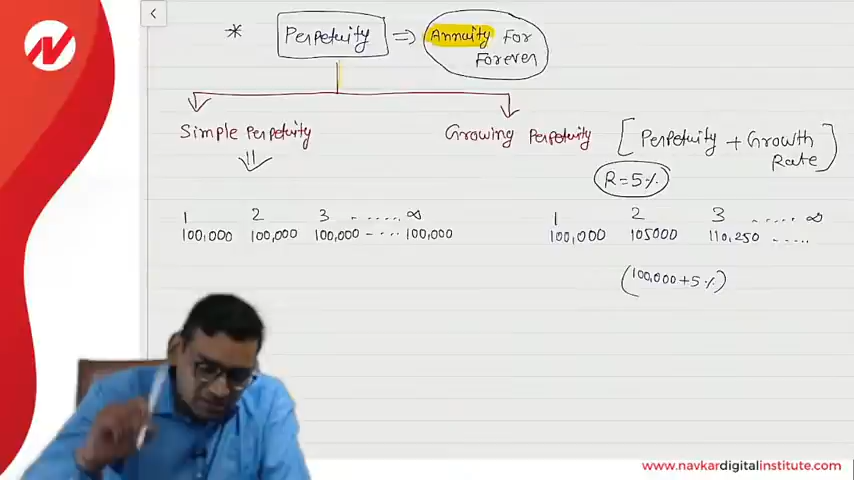 * Perpetuity ⇒ Annuity For
Forever
Simple Perpetuity
Growing Perpetuity [Perpetuity + Growth
Rate]
R = 5%
1 2 3 ...... ∞
100,000 100,000 100,000 ---- 100,000
1 2 3 ...... ∞
100,000 105000 110,250 .....
(100,000 + 5%)
www.navkardigitalinstitute.com
N